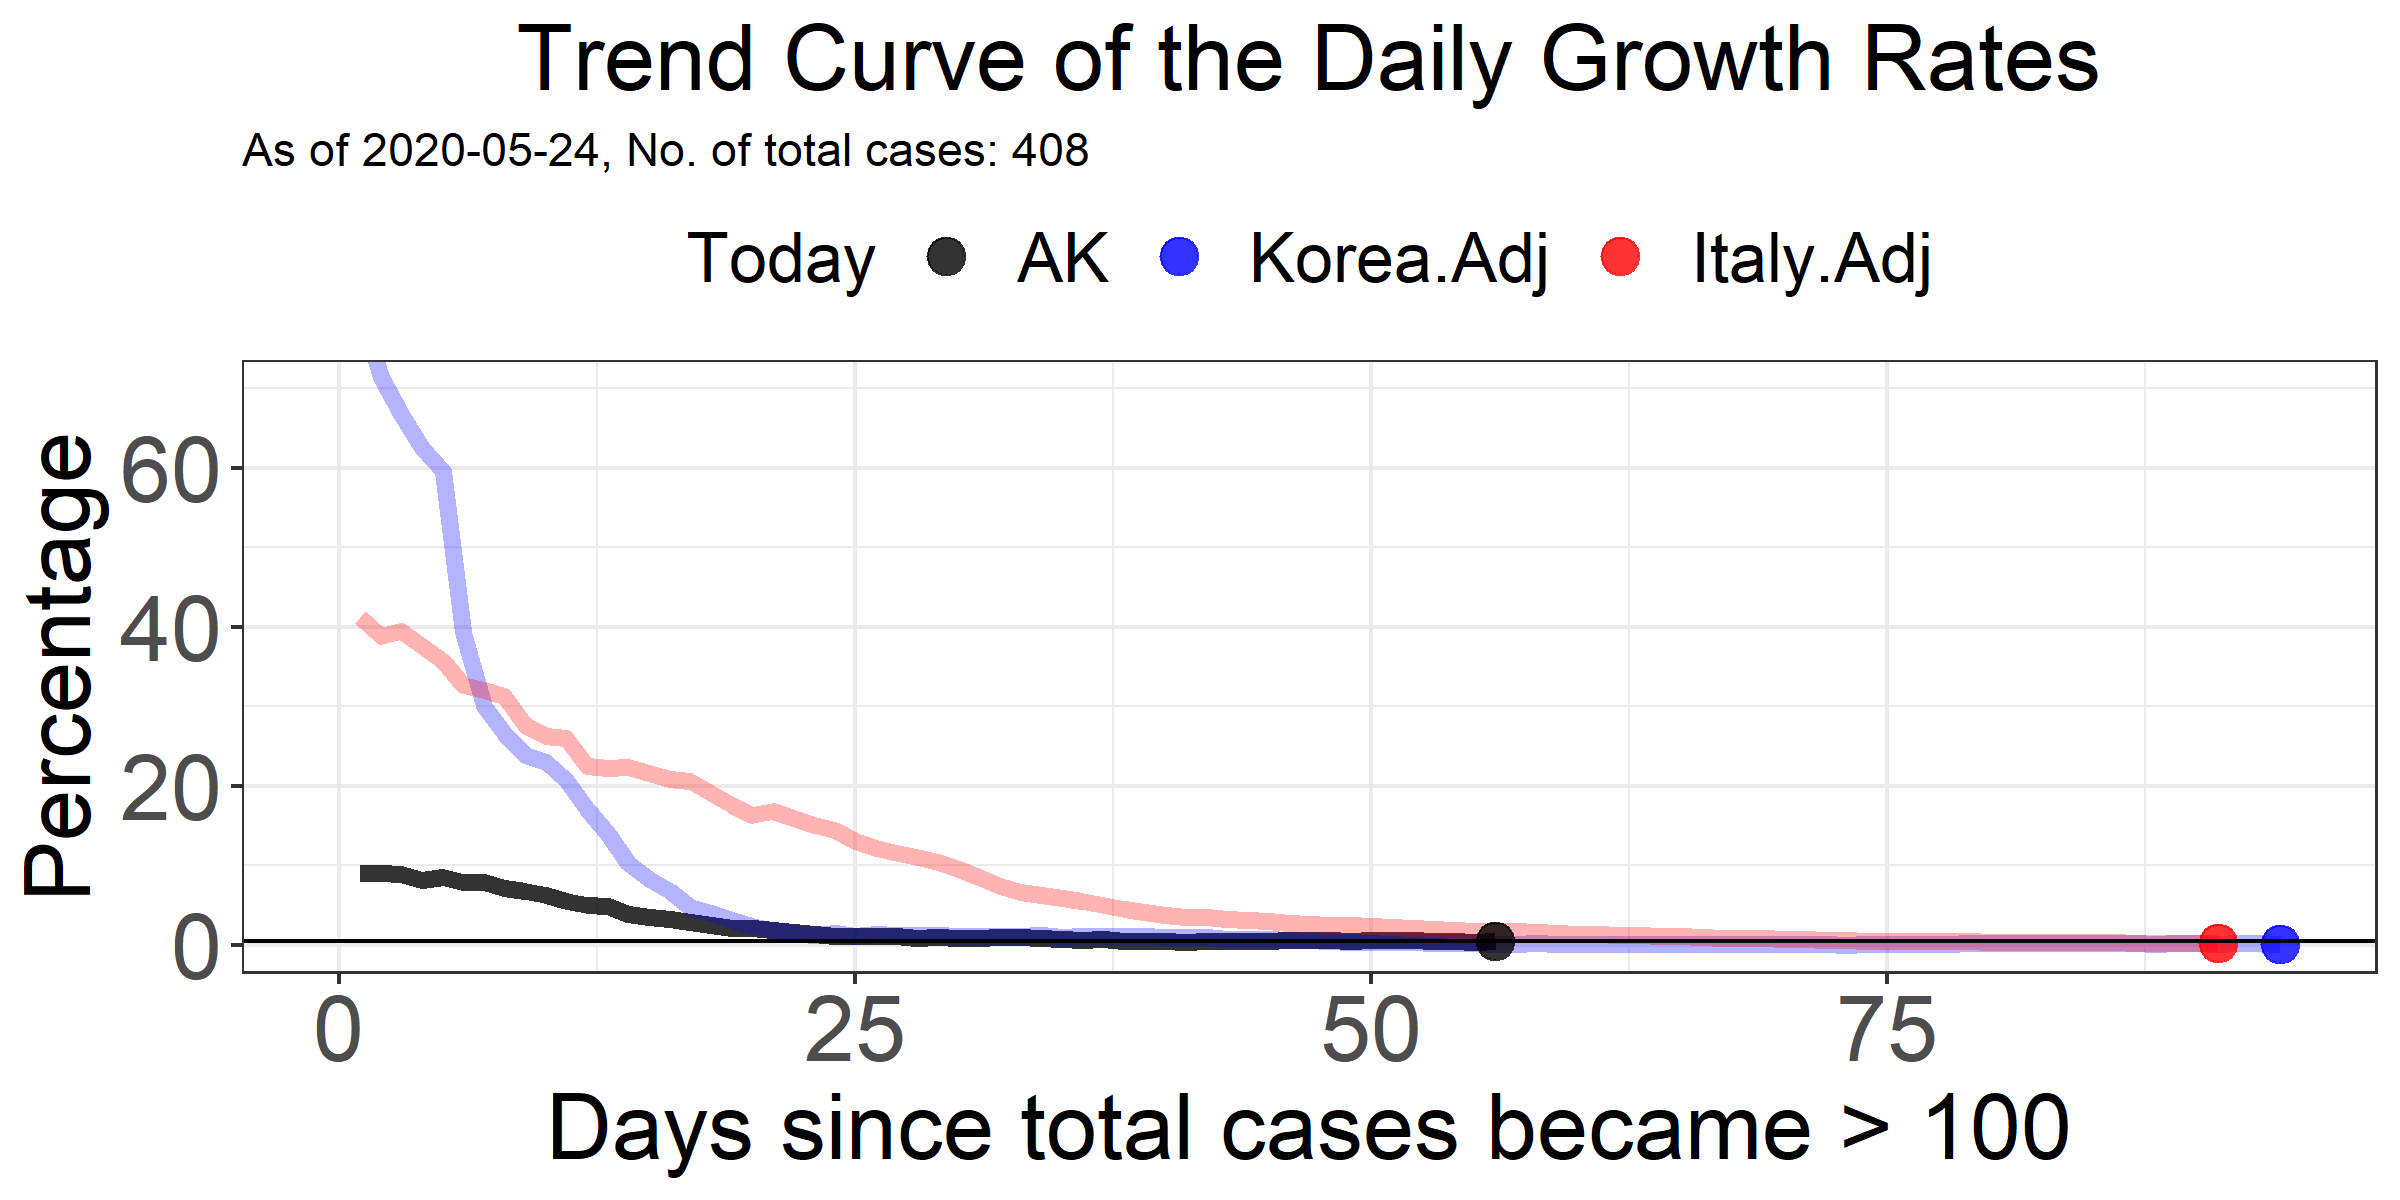 Trend Curve of the Daily Growth Rates
As of 2020-05-24, No. of total cases: 408
Today AK Korea.Adj Italy.Adj
Percentage
60
40
20
0
0 25 50 75
Days since total cases became > 100